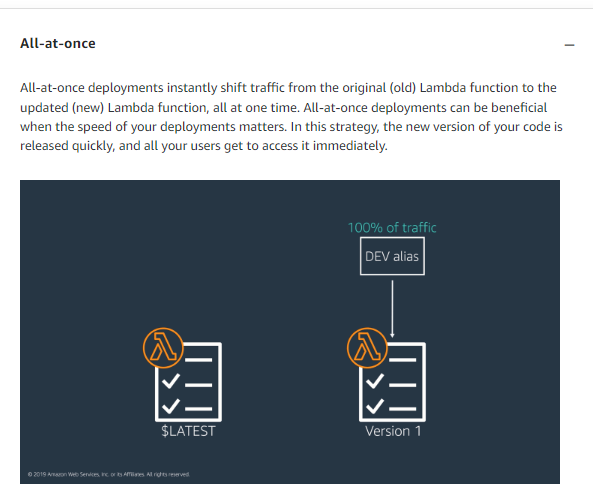 All-at-once
All-at-once deployments instantly shift traffic from the original (old) Lambda function to the
updated (new) Lambda function, all at one time. All-at-once deployments can be beneficial
when the speed of your deployments matters. In this strategy, the new version of your code is
released quickly, and all your users get to access it immediately.
100% of traffic
DEV alias
$LATEST
Version 1
© 2019 Amazon Web Services, Inc. or its Affiliates. All rights reserved.